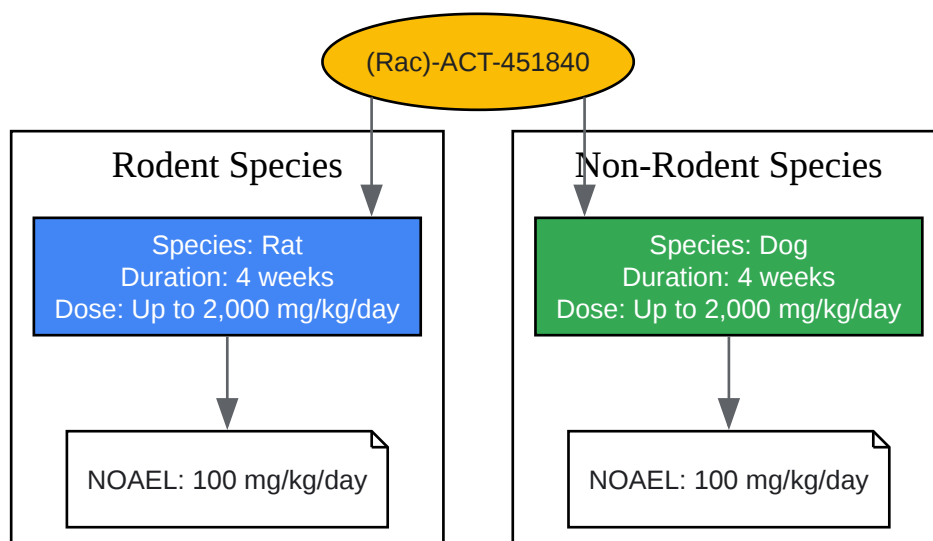 (Rac)-ACT-451840
Rodent Species
Non-Rodent Species
Species: Rat
Duration: 4 weeks
Dose: Up to 2,000 mg/kg/day
Species: Dog
Duration: 4 weeks
Dose: Up to 2,000 mg/kg/day
NOAEL: 100 mg/kg/day
NOAEL: 100 mg/kg/day